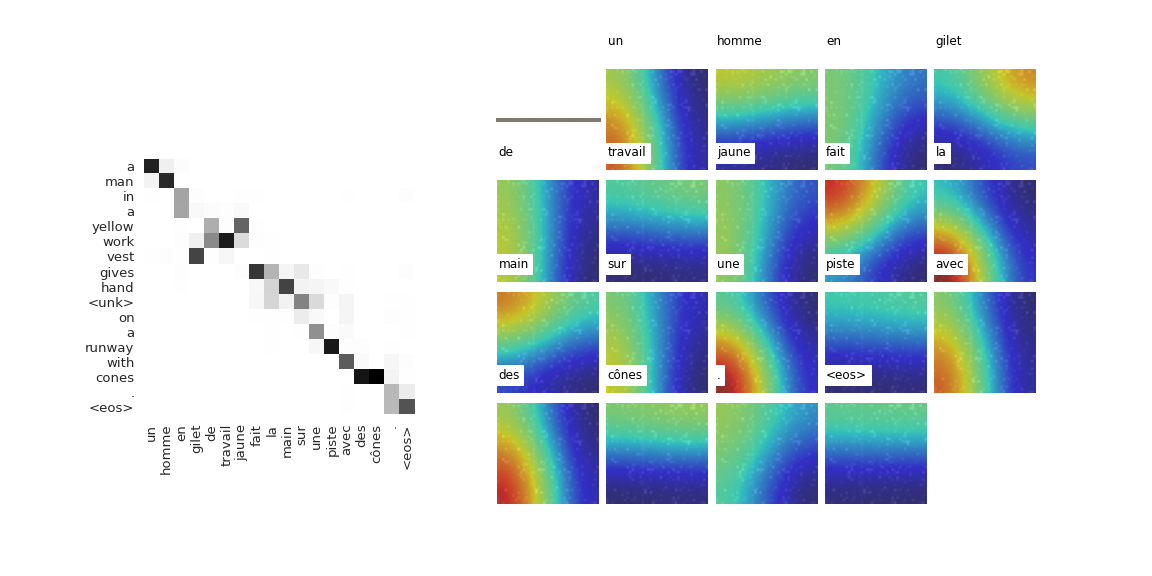 a
man
in
a
yellow
work
vest
gives
hand
<unk>
on
a
runway
with
cones
.
<eos>
un
homme
en
gilet
de
travail
jaune
fait
la
main
sur
une
piste
avec
des
cônes
.
<eos>
un homme en gilet
de travail jaune fait la
main sur une piste avec
des cônes . <eos>